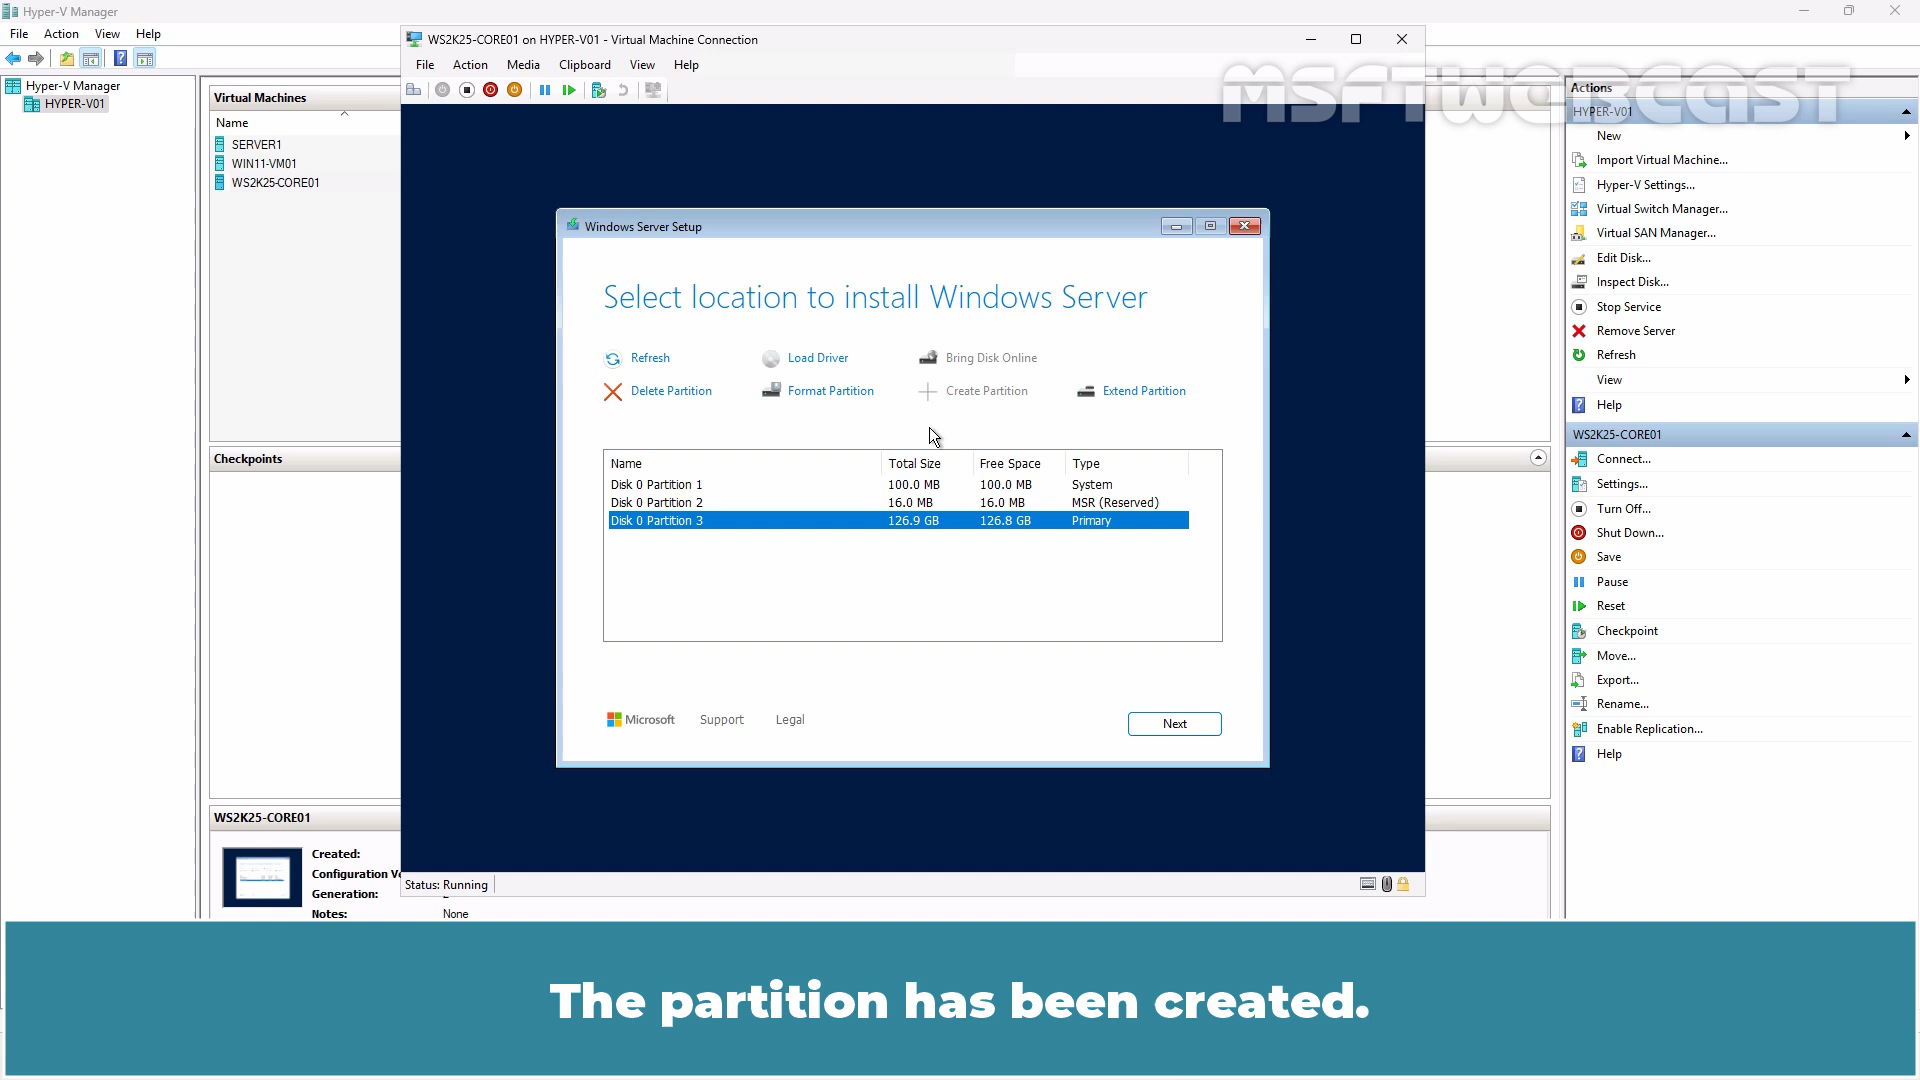 Hyper-V Manager
File Action View Help
Hyper-V Manager
HYPER-V01
Virtual Machines
Name
SERVER1
WIN11-VM01
WS2K25-CORE01
Checkpoints
WS2K25-CORE01
Created:
Configuration Ve
Generation:
Notes: None
WS2K25-CORE01 on HYPER-V01 - Virtual Machine Connection
File Action Media Clipboard View Help
Windows Server Setup
Select location to install Windows Server
Refresh Load Driver Bring Disk Online
Delete Partition Format Partition Create Partition Extend Partition
Name Total Size Free Space Type
Disk 0 Partition 1 100.0 MB 100.0 MB System
Disk 0 Partition 2 16.0 MB 16.0 MB MSR (Reserved)
Disk 0 Partition 3 126.9 GB 126.8 GB Primary
Microsoft Support Legal
Next
Status: Running
MSFTWEBCAST
Actions
HYPER-V01
New
Import Virtual Machine...
Hyper-V Settings...
Virtual Switch Manager...
Virtual SAN Manager...
Edit Disk...
Inspect Disk...
Stop Service
Remove Server
Refresh
View
Help
WS2K25-CORE01
Connect...
Settings...
Turn Off...
Shut Down...
Save
Pause
Reset
Checkpoint
Move...
Export...
Rename...
Enable Replication...
Help
The partition has been created.